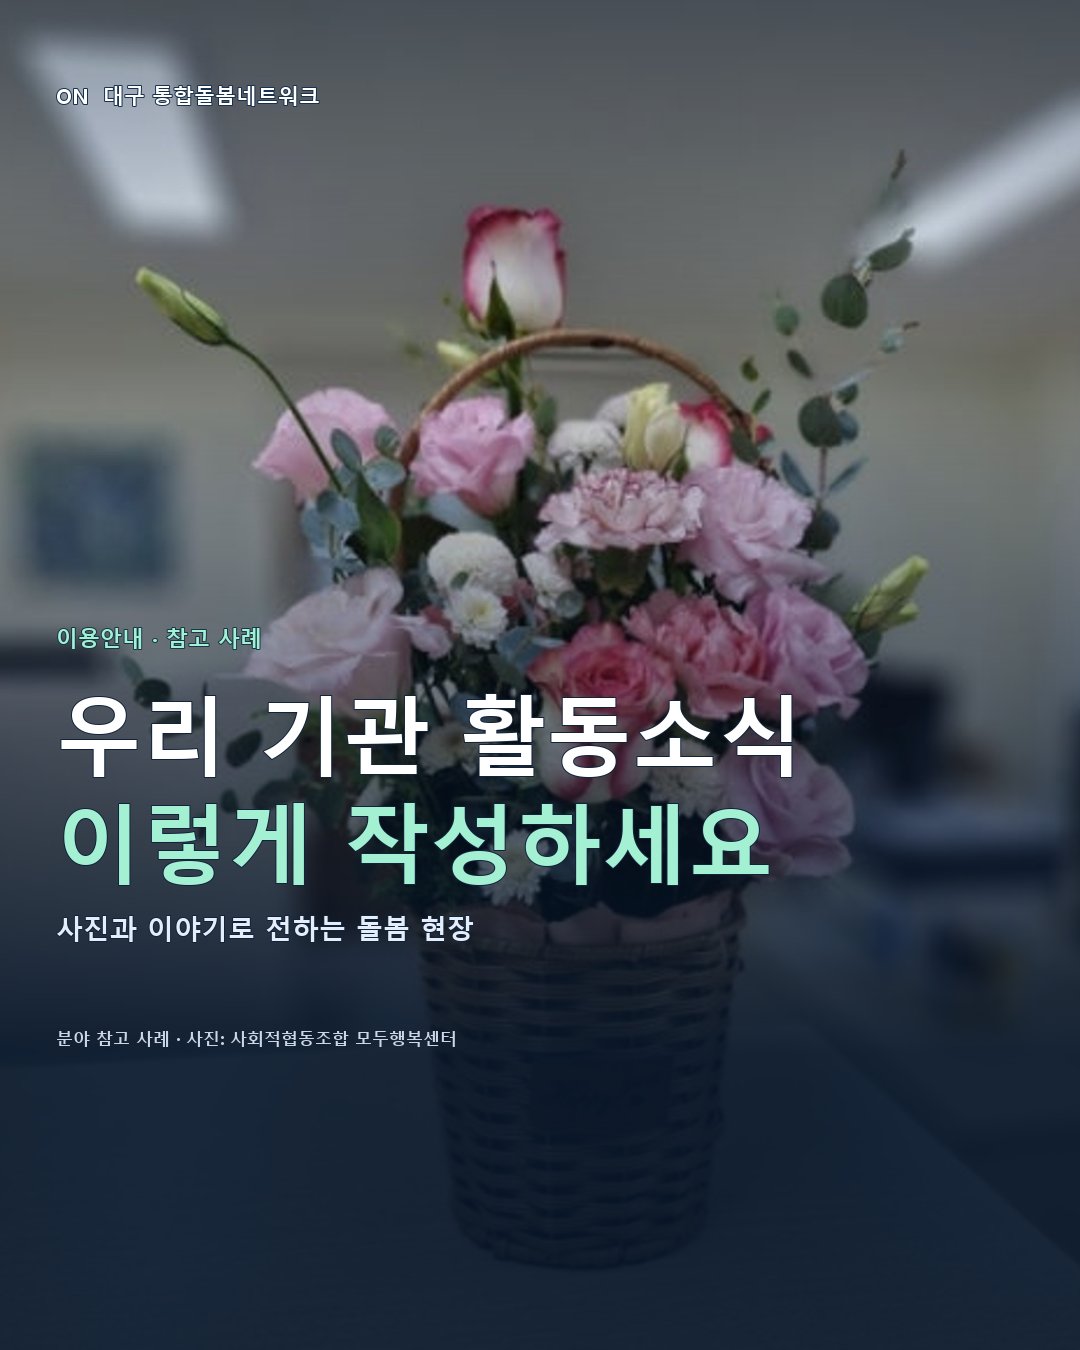 ON 대구 통합돌봄네트워크
이용안내 · 참고 사례
우리 기관 활동소식
이렇게 작성하세요
사진과 이야기로 전하는 돌봄 현장
분야 참고 사례 · 사진: 사회적협동조합 모두행복센터